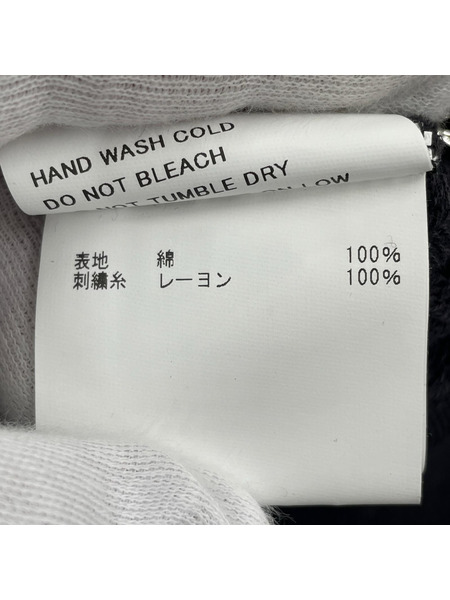 HAND WASH COLD
DO NOT BLEACH
NOT TUMBLE DRY
LOW
表地 綿 100%
刺繍糸 レーヨン 100%